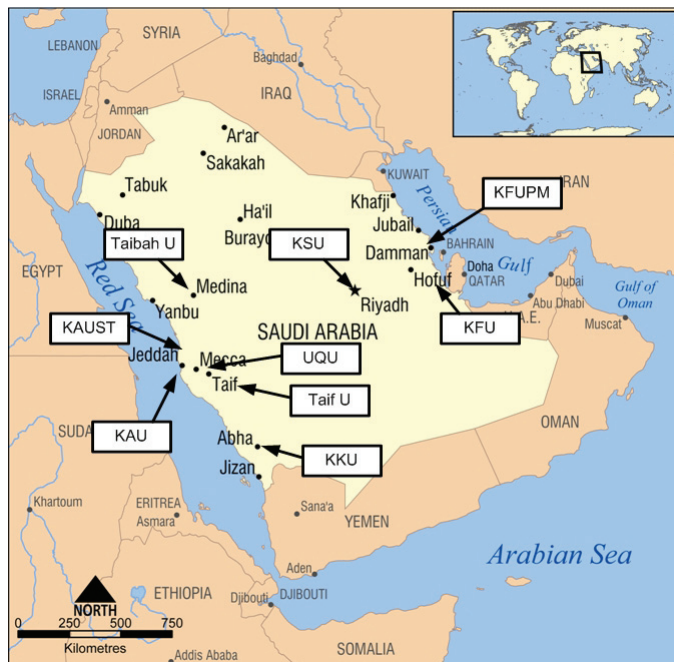 SYRIA
LEBANON
Baghdad
ISRAEL
IRAQ
Amman
JORDAN
Ar'ar
Sakakah
Tabuk
KUWAIT
KFUPM
RAN
Khafji
Persian
Duba
Ha'il
Jubail
Taibah U
KSU
Damman
BAHRAIN
EGYPT
Red Sea
Doha
Gulf
Dubai
Hofuf
QATAR
Gulf of
Oman
Medina
Riyadh
Abu Dhabi
Yanbu
KFU
A.E.
Muscat
KAUST
SAUDI ARABIA
Jeddah
Mecca
UQU
Taif
Taif U
OMAN
KAU
Abha
KKU
Jizan
Khartoum
ERITREA
Asmara
Sana'a
YEMEN
Arabian Sea
Aden
NORTH
ETHIOPIA
Djibouti
DJIBOUTI
0 250 500 750
Kilometres
Addis Ababa
SOMALIA